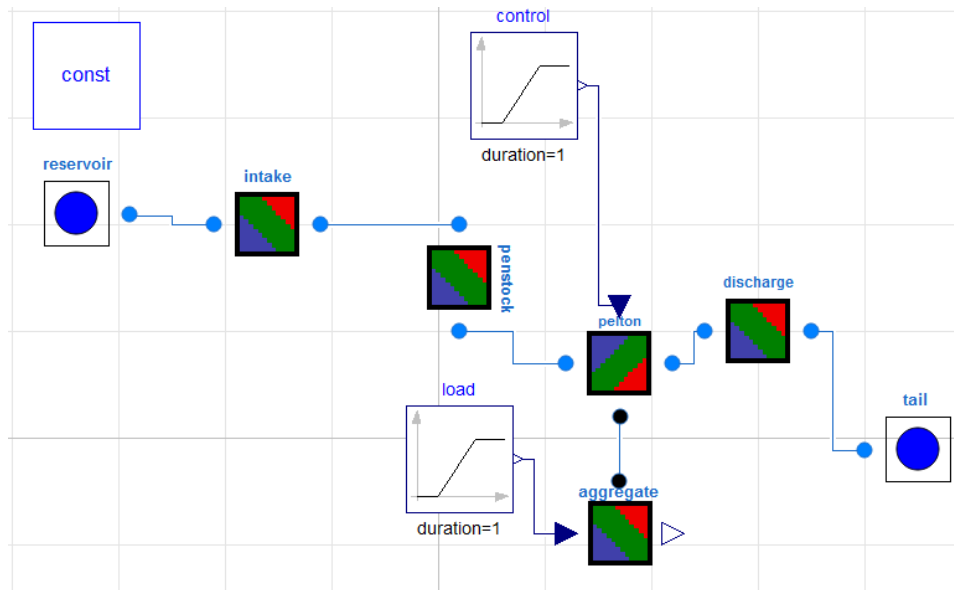 control
const
duration=1
reservoir
intake
penstock
discharge
pelton
load
tail
aggregate
duration=1